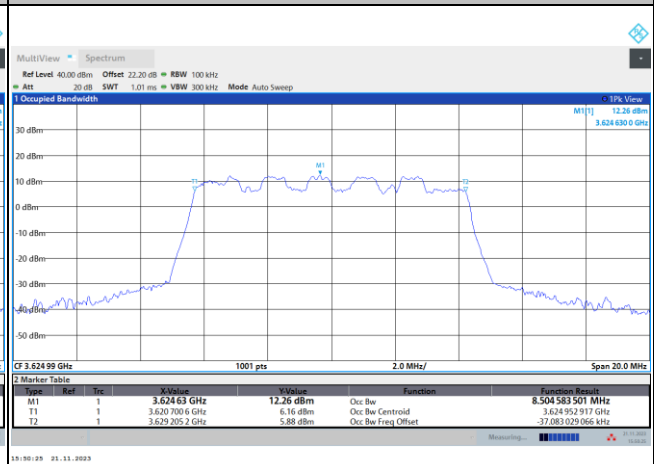 MultiView Spectrum
Ref Level 40.00 dBm Offset 22.20 dB RBW 100 kHz
Att 20 dB SWT 1.01 ms VBW 300 kHz Mode Auto Sweep
1 Occupied Bandwidth 1Pk View
M1[1] 12.26 dBm
3.624 630 0 GHz
30 dBm
20 dBm
M1
10 dBm
T1
T2
0 dBm
-10 dBm
-20 dBm
-30 dBm
-40 dBm
-50 dBm
CF 3.624 99 GHz 1001 pts 2.0 MHz/ Span 20.0 MHz
2 Marker Table
Type Ref Trc X-Value Y-Value Function Function Result
M1 1 3.624 63 GHz 12.26 dBm Occ Bw 8.504 583 501 MHz
T1 1 3.620 700 6 GHz 6.16 dBm Occ Bw Centroid 3.624 952 917 GHz
T2 1 3.629 205 2 GHz 5.88 dBm Occ Bw Freq Offset -37.083 029 066 kHz
Measuring...
15:50:25 21.11.2023